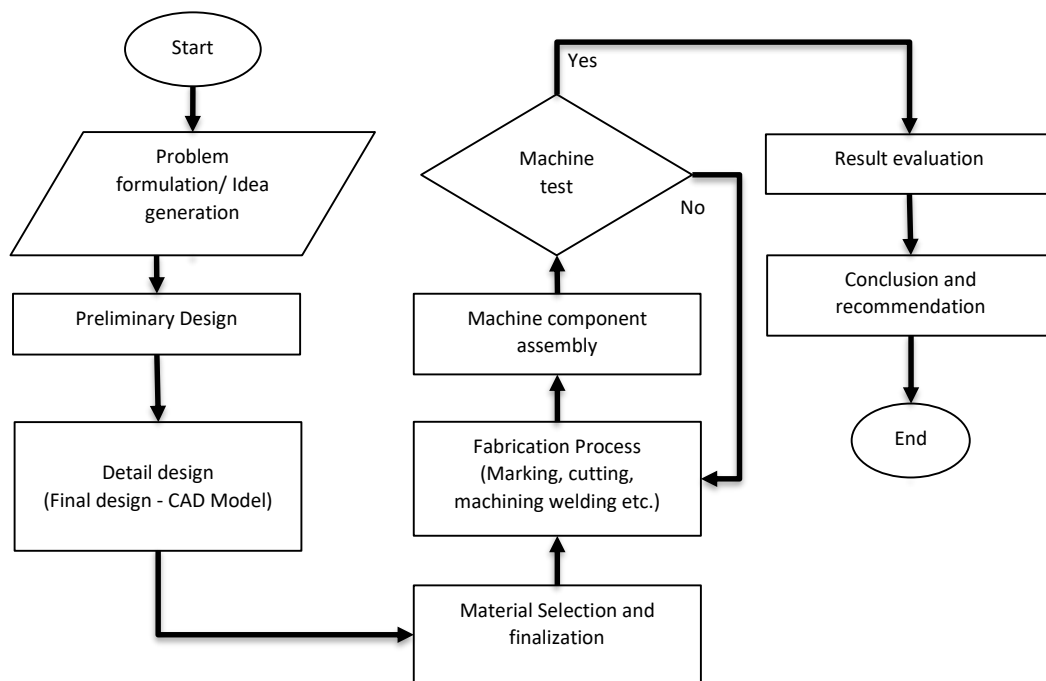 Start
Problem
formulation/ Idea
generation
Preliminary Design
Detail design
(Final design - CAD Model)
Material Selection and
finalization
Fabrication Process
(Marking, cutting,
machining welding etc.)
Machine component
assembly
Machine
test
Yes
No
Result evaluation
Conclusion and
recommendation
End